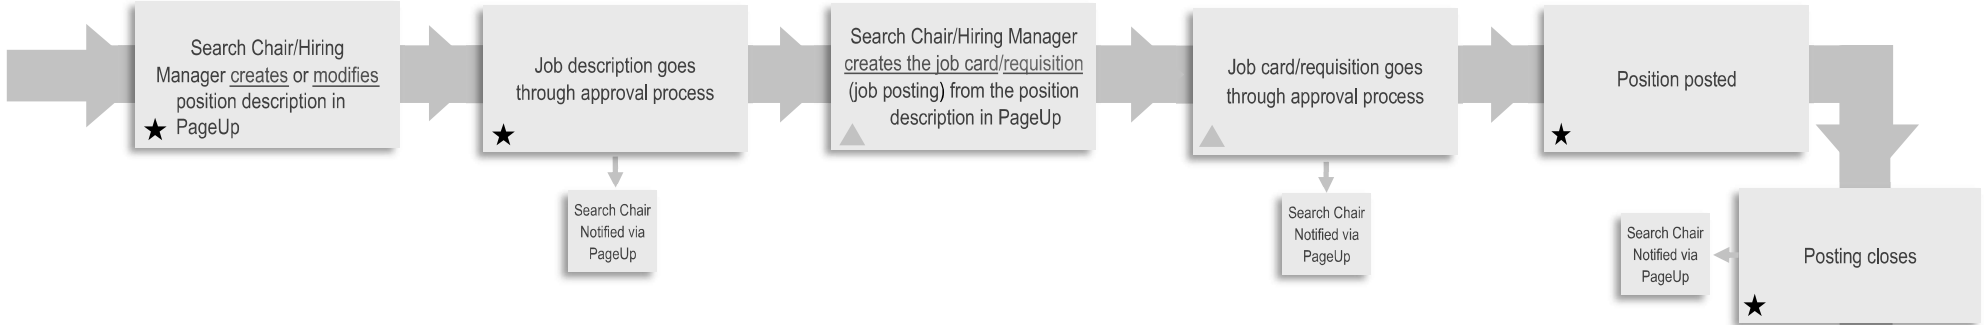 Search Chair/Hiring
Manager creates or modifies
position description in
PageUp
Job description goes
through approval process
Search Chair
Notified via
PageUp
Search Chair/Hiring Manager
creates the job card/requisition
(job posting) from the position
description in PageUp
Job card/requisition goes
through approval process
Search Chair
Notified via
PageUp
Position posted
Posting closes
Search Chair
Notified via
PageUp